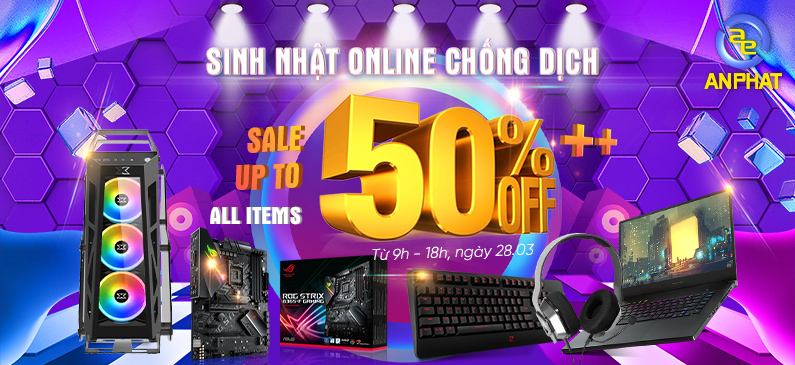 SINH NHẬT ONLINE CHỐNG DỊCH
ANPHAT
SALE
UP TO
ALL ITEMS
50% OFF ++
Từ 9h - 18h, ngày 28.03
ROG STRIX